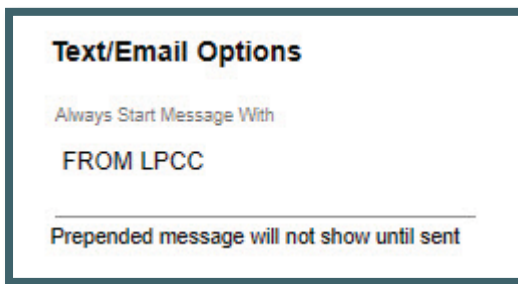 Text/Email Options
Always Start Message With
FROM LPCC
Prepended message will not show until sent